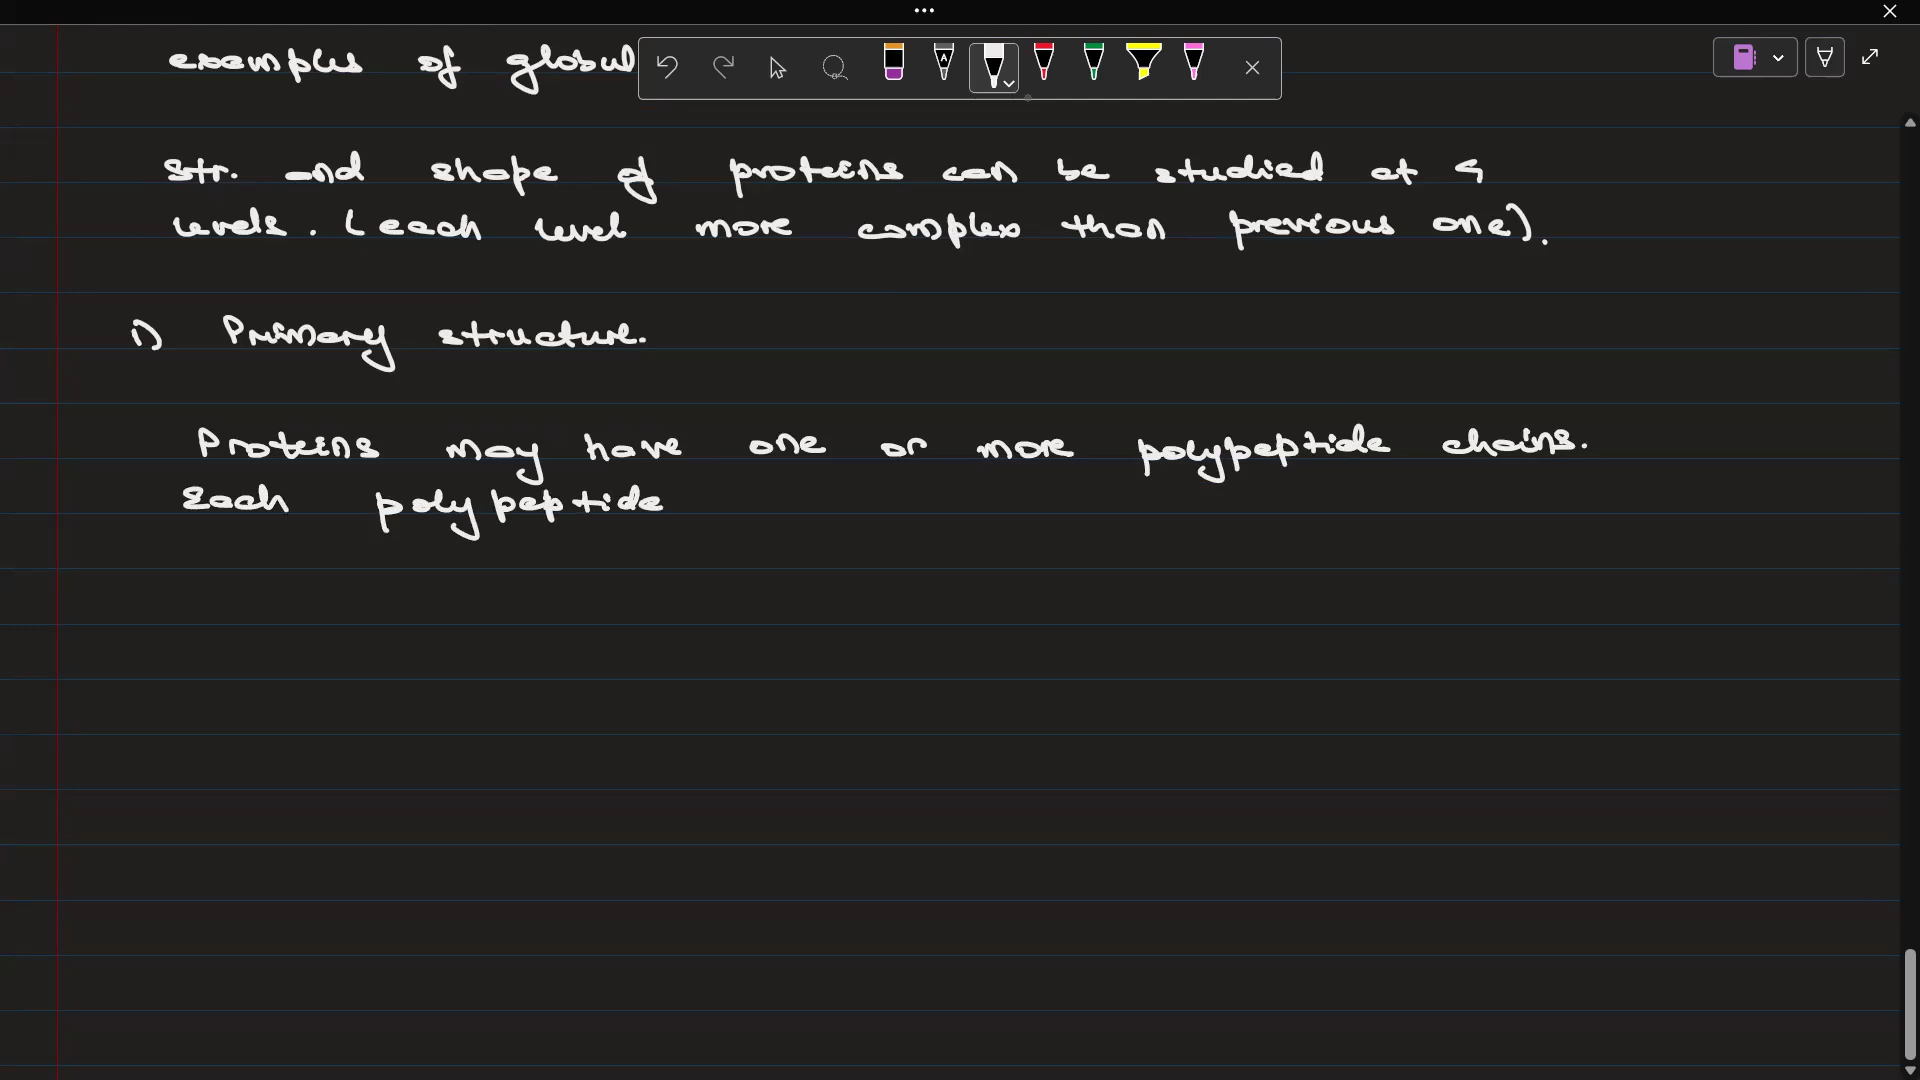 examples of globul
str. and shape of proteins can be studied at 4
levels. (each level more complex than previous one).
i) Primary structure.
Proteins may have one or more polypeptide chains.
Each polypeptide